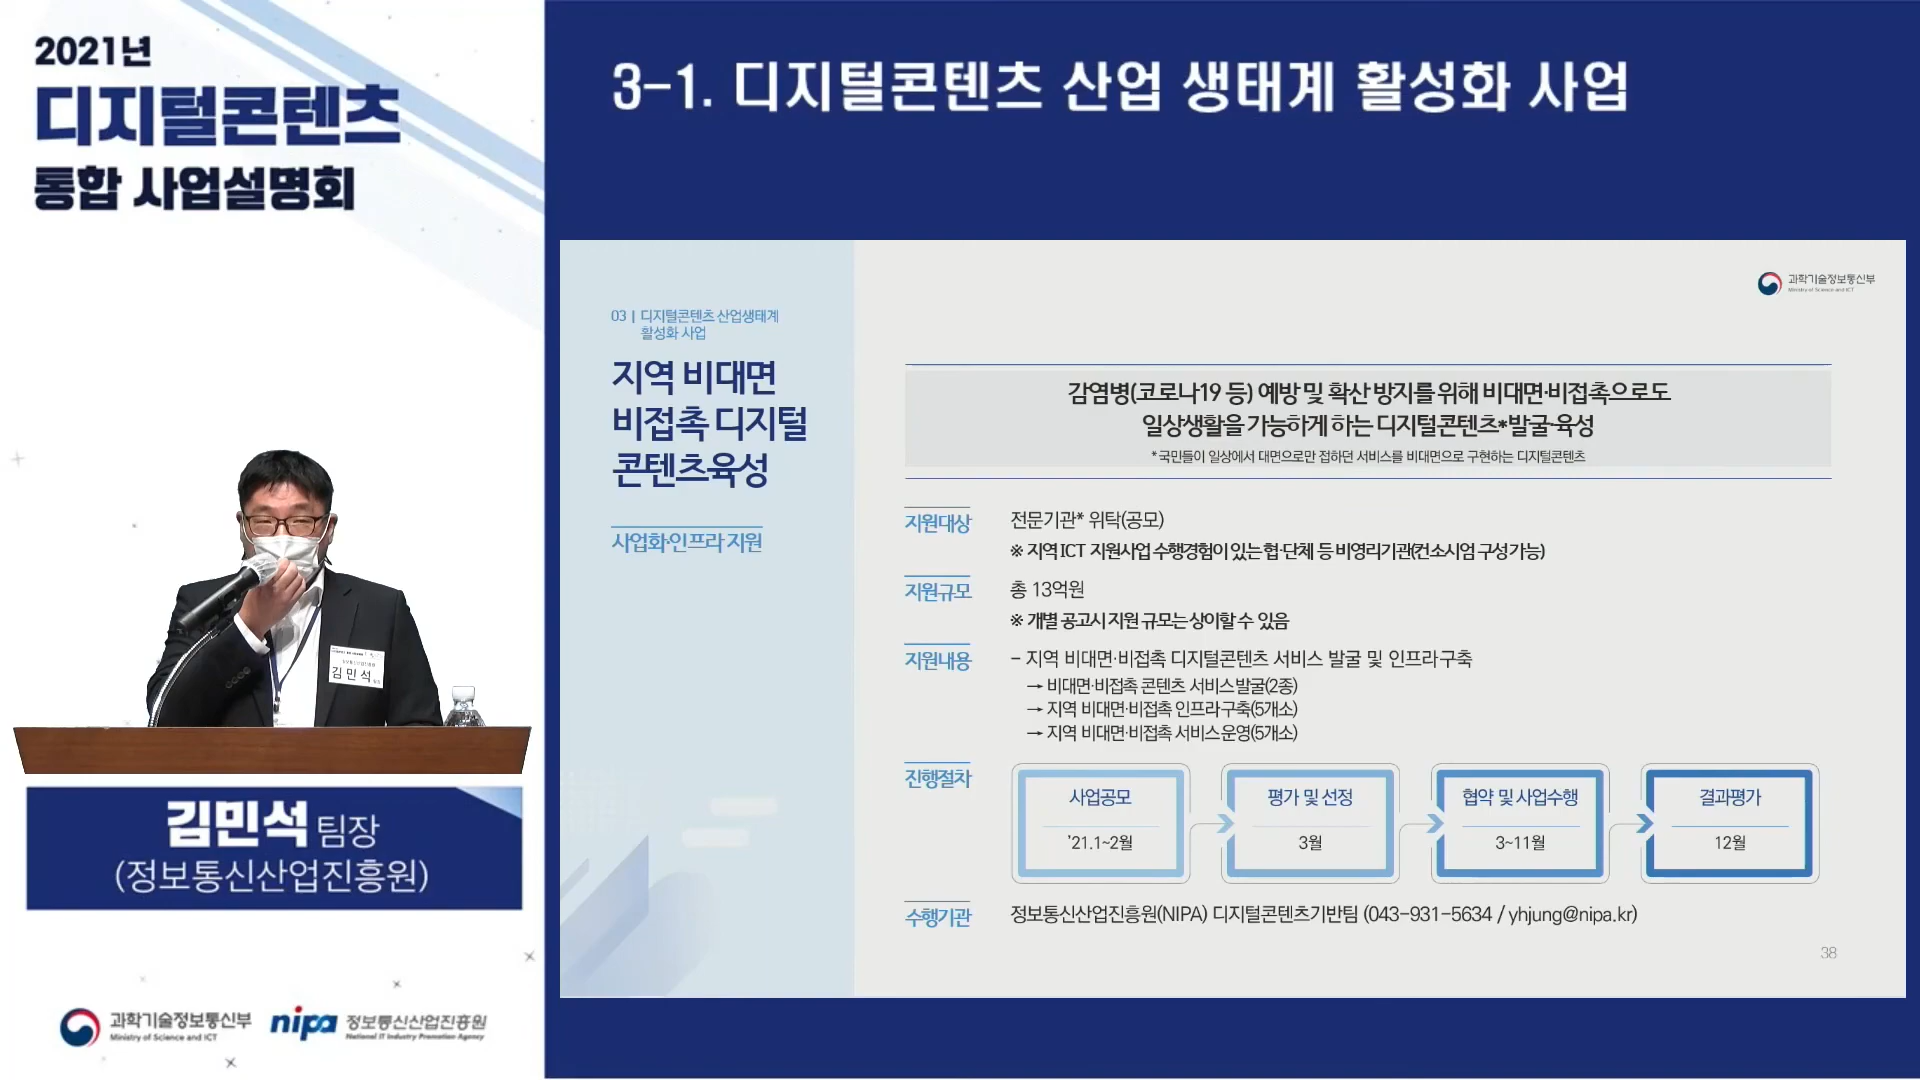 2021년
디지털콘텐츠
통합 사업설명회
김민석
김민석 팀장
(정보통신산업진흥원)
과학기술정보통신부
Ministry of Science and ICT
nipa 정보통신산업진흥원
National IT Industry Promotion Agency
3-1. 디지털콘텐츠 산업 생태계 활성화 사업
과학기술정보통신부
Ministry of Science and ICT
03 | 디지털콘텐츠 산업생태계
활성화 사업
지역 비대면
비접촉 디지털
콘텐츠육성
사업화·인프라 지원
감염병(코로나19 등) 예방 및 확산 방지를 위해 비대면·비접촉으로도
일상생활을 가능하게 하는 디지털콘텐츠* 발굴·육성
* 국민들이 일상에서 대면으로만 접하던 서비스를 비대면으로 구현하는 디지털콘텐츠
지원대상 전문기관* 위탁(공모)
※ 지역 ICT 지원사업 수행경험이 있는 협·단체 등 비영리기관(컨소시엄 구성 가능)
지원규모 총 13억원
※ 개별 공고시 지원 규모는 상이할 수 있음
지원내용 - 지역 비대면·비접촉 디지털콘텐츠 서비스 발굴 및 인프라 구축
→ 비대면·비접촉 콘텐츠 서비스 발굴(2종)
→ 지역 비대면·비접촉 인프라 구축(5개소)
→ 지역 비대면·비접촉 서비스 운영(5개소)
진행절차
사업공모 평가 및 선정 협약 및 사업수행 결과평가
'21.1~2월 3월 3~11월 12월
수행기관 정보통신산업진흥원(NIPA) 디지털콘텐츠기반팀 (043-931-5634 / yhjung@nipa.kr)
38